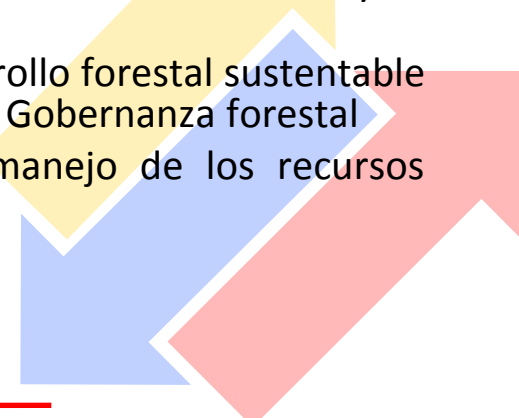 rollo forestal sustentable
Gobernanza forestal
manejo de los recursos